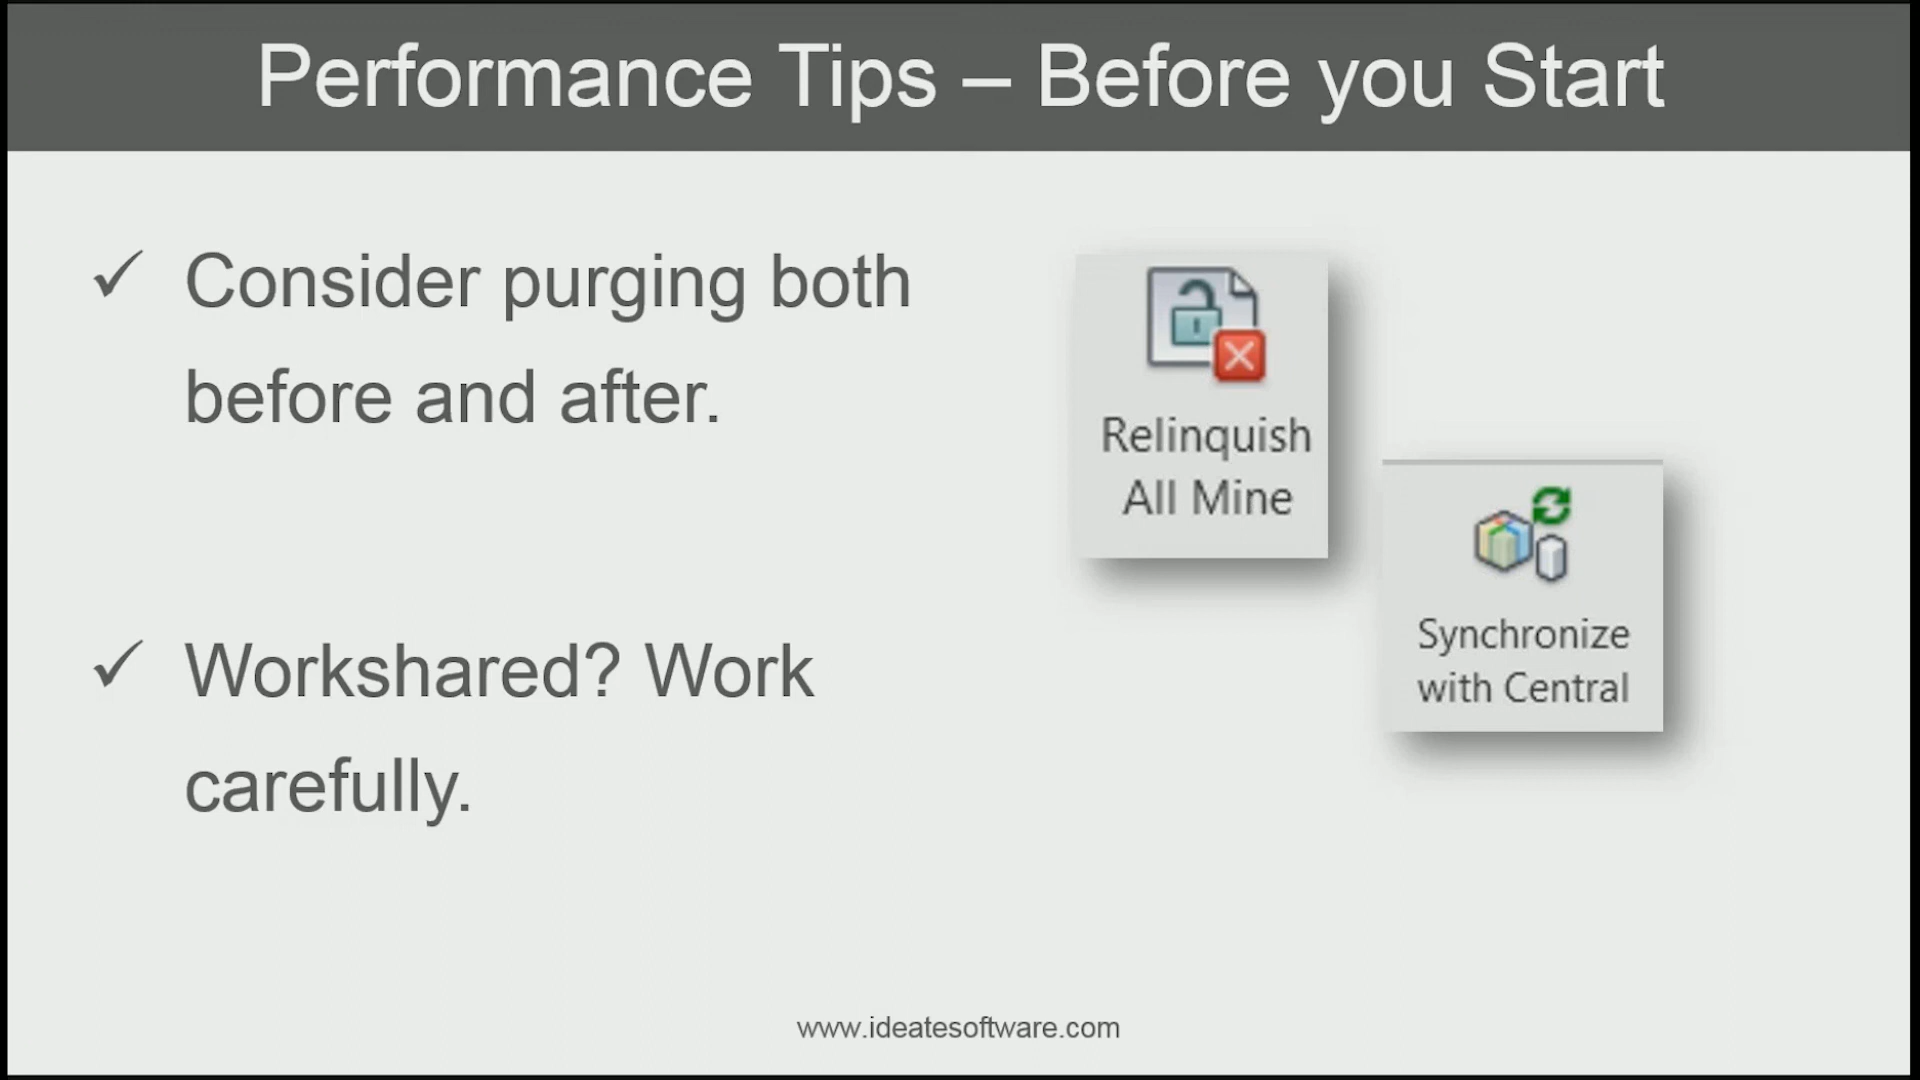 Performance Tips – Before you Start
✓ Consider purging both
before and after.
✓ Workshared? Work
carefully.
Relinquish
All Mine
Synchronize
with Central
www.ideatesoftware.com